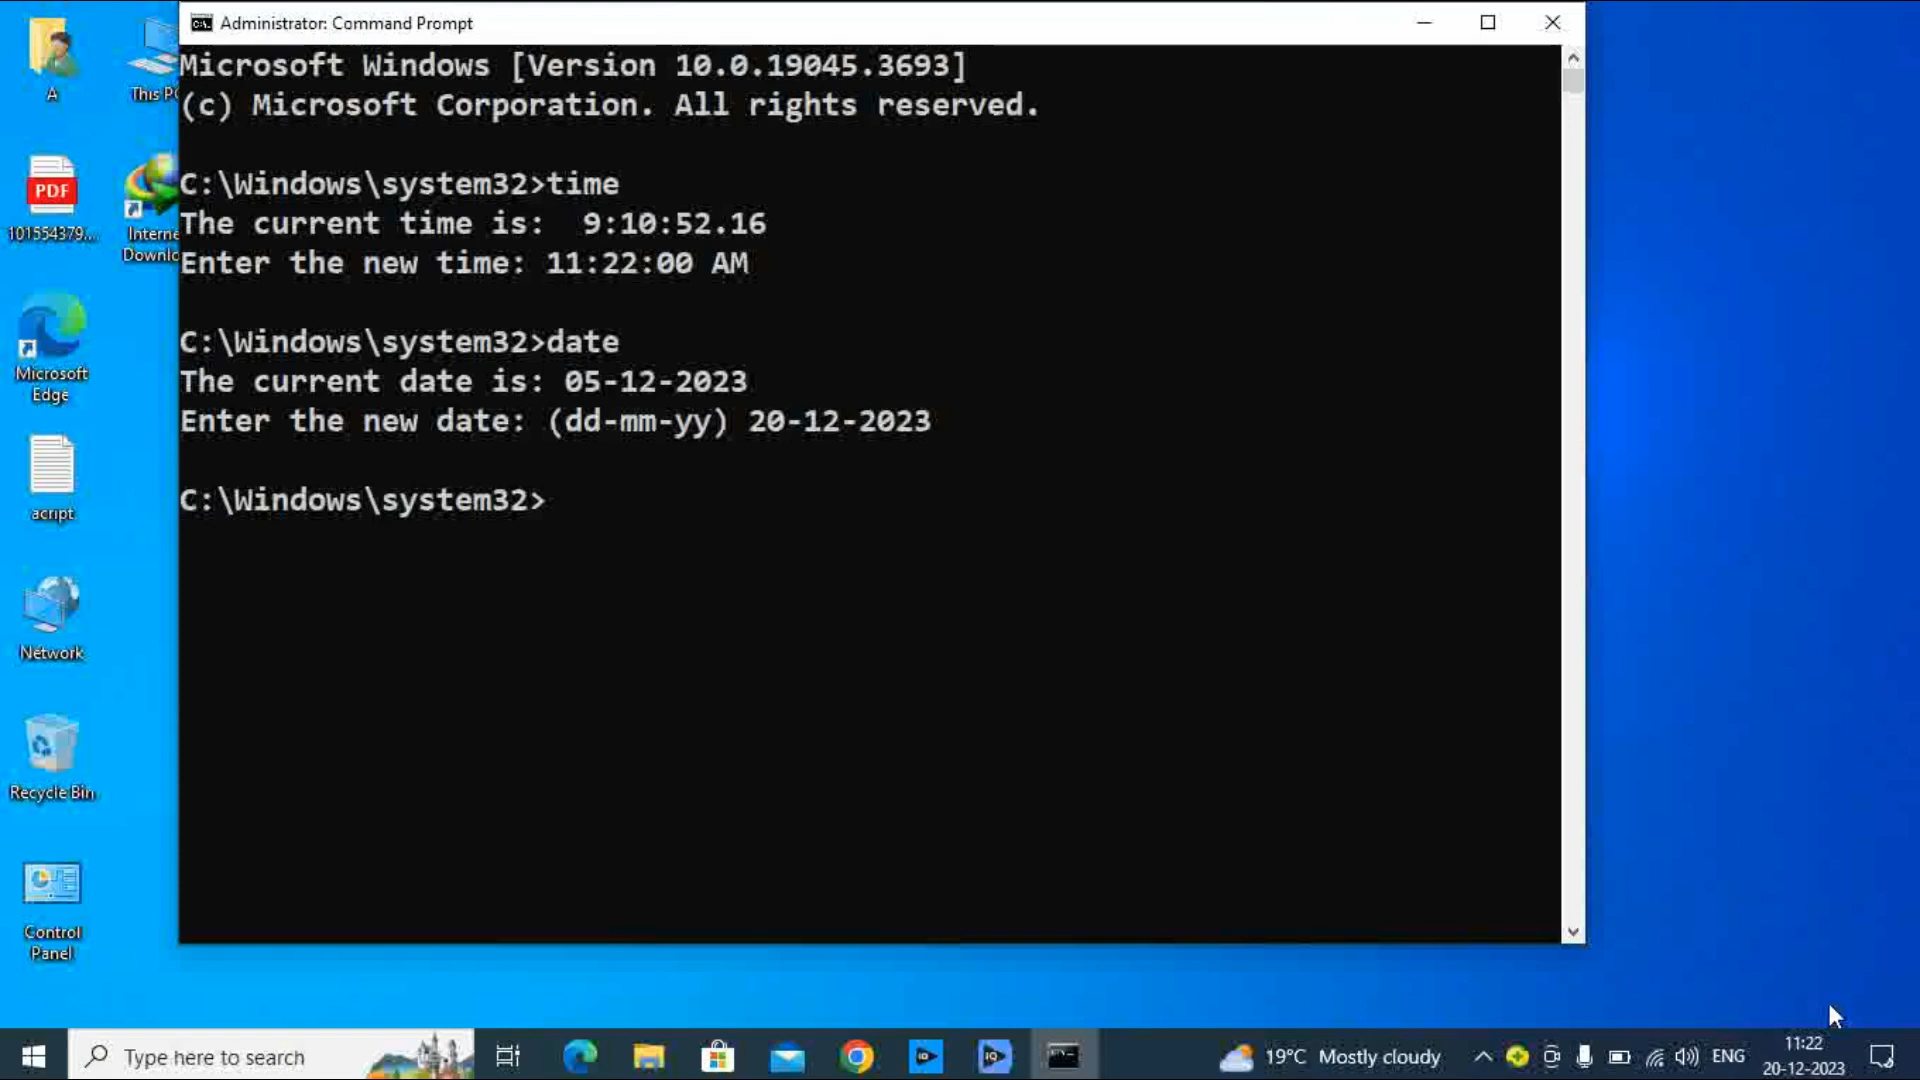 Administrator: Command Prompt
Microsoft Windows [Version 10.0.19045.3693]
(c) Microsoft Corporation. All rights reserved.
C:\Windows\system32>time
The current time is:  9:10:52.16
Enter the new time: 11:22:00 AM
C:\Windows\system32>date
The current date is: 05-12-2023
Enter the new date: (dd-mm-yy) 20-12-2023
C:\Windows\system32>
A
This PC
PDF
101554379...
Interne
Downlo
Microsoft
Edge
acript
Network
Recycle Bin
Control
Panel
Type here to search
19°C Mostly cloudy
ENG
11:22
20-12-2023